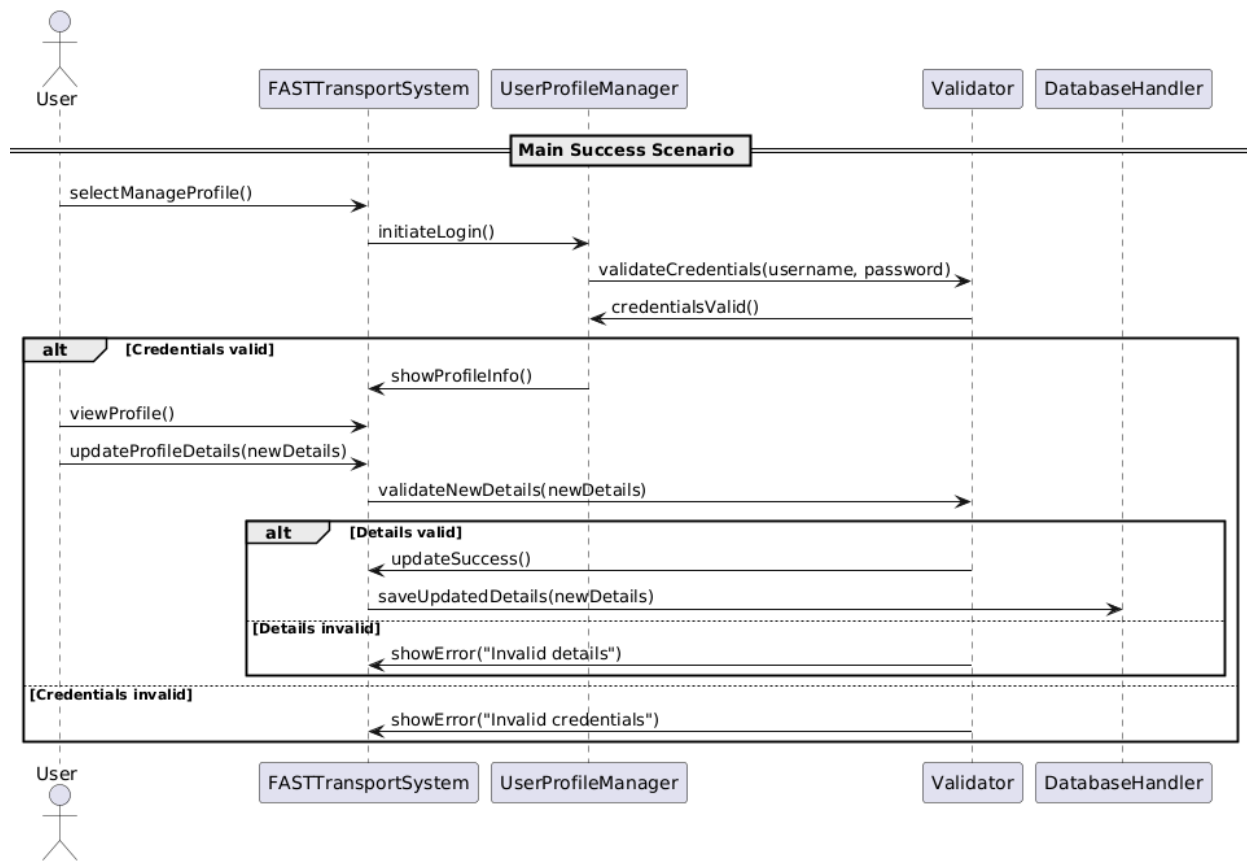 User
FASTTransportSystem
UserProfileManager
Validator
DatabaseHandler
Main Success Scenario
selectManageProfile()
initiateLogin()
validateCredentials(username, password)
credentialsValid()
alt [Credentials valid]
showProfileInfo()
viewProfile()
updateProfileDetails(newDetails)
validateNewDetails(newDetails)
alt [Details valid]
updateSuccess()
saveUpdatedDetails(newDetails)
[Details invalid]
showError("Invalid details")
[Credentials invalid]
showError("Invalid credentials")
User
FASTTransportSystem
UserProfileManager
Validator
DatabaseHandler